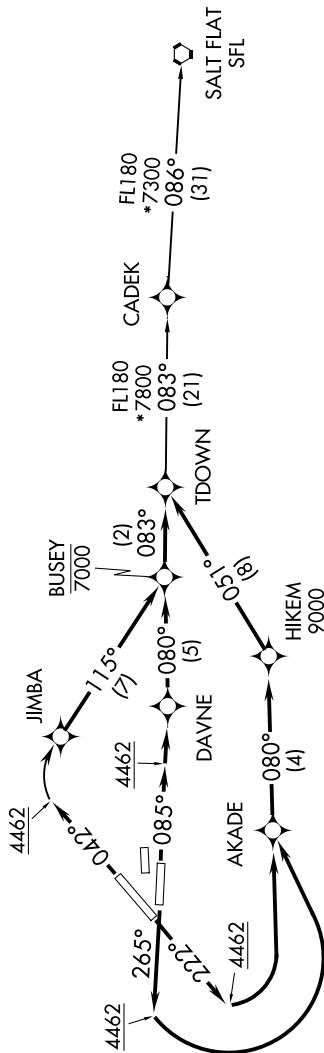 SALT FLAT
SFL
FL180
*7300
086°
(31)
CADEK
FL180
*7800
083°
(21)
TDOWN
BUSEY
7000
(2)
083°
JIMBA
115°
(7)
080°
(5)
DAVNE
051°
(8)
HIKEM
9000
4462
4462
085°
042°
080°
(4)
AKADE
265°
222°
4462
4462